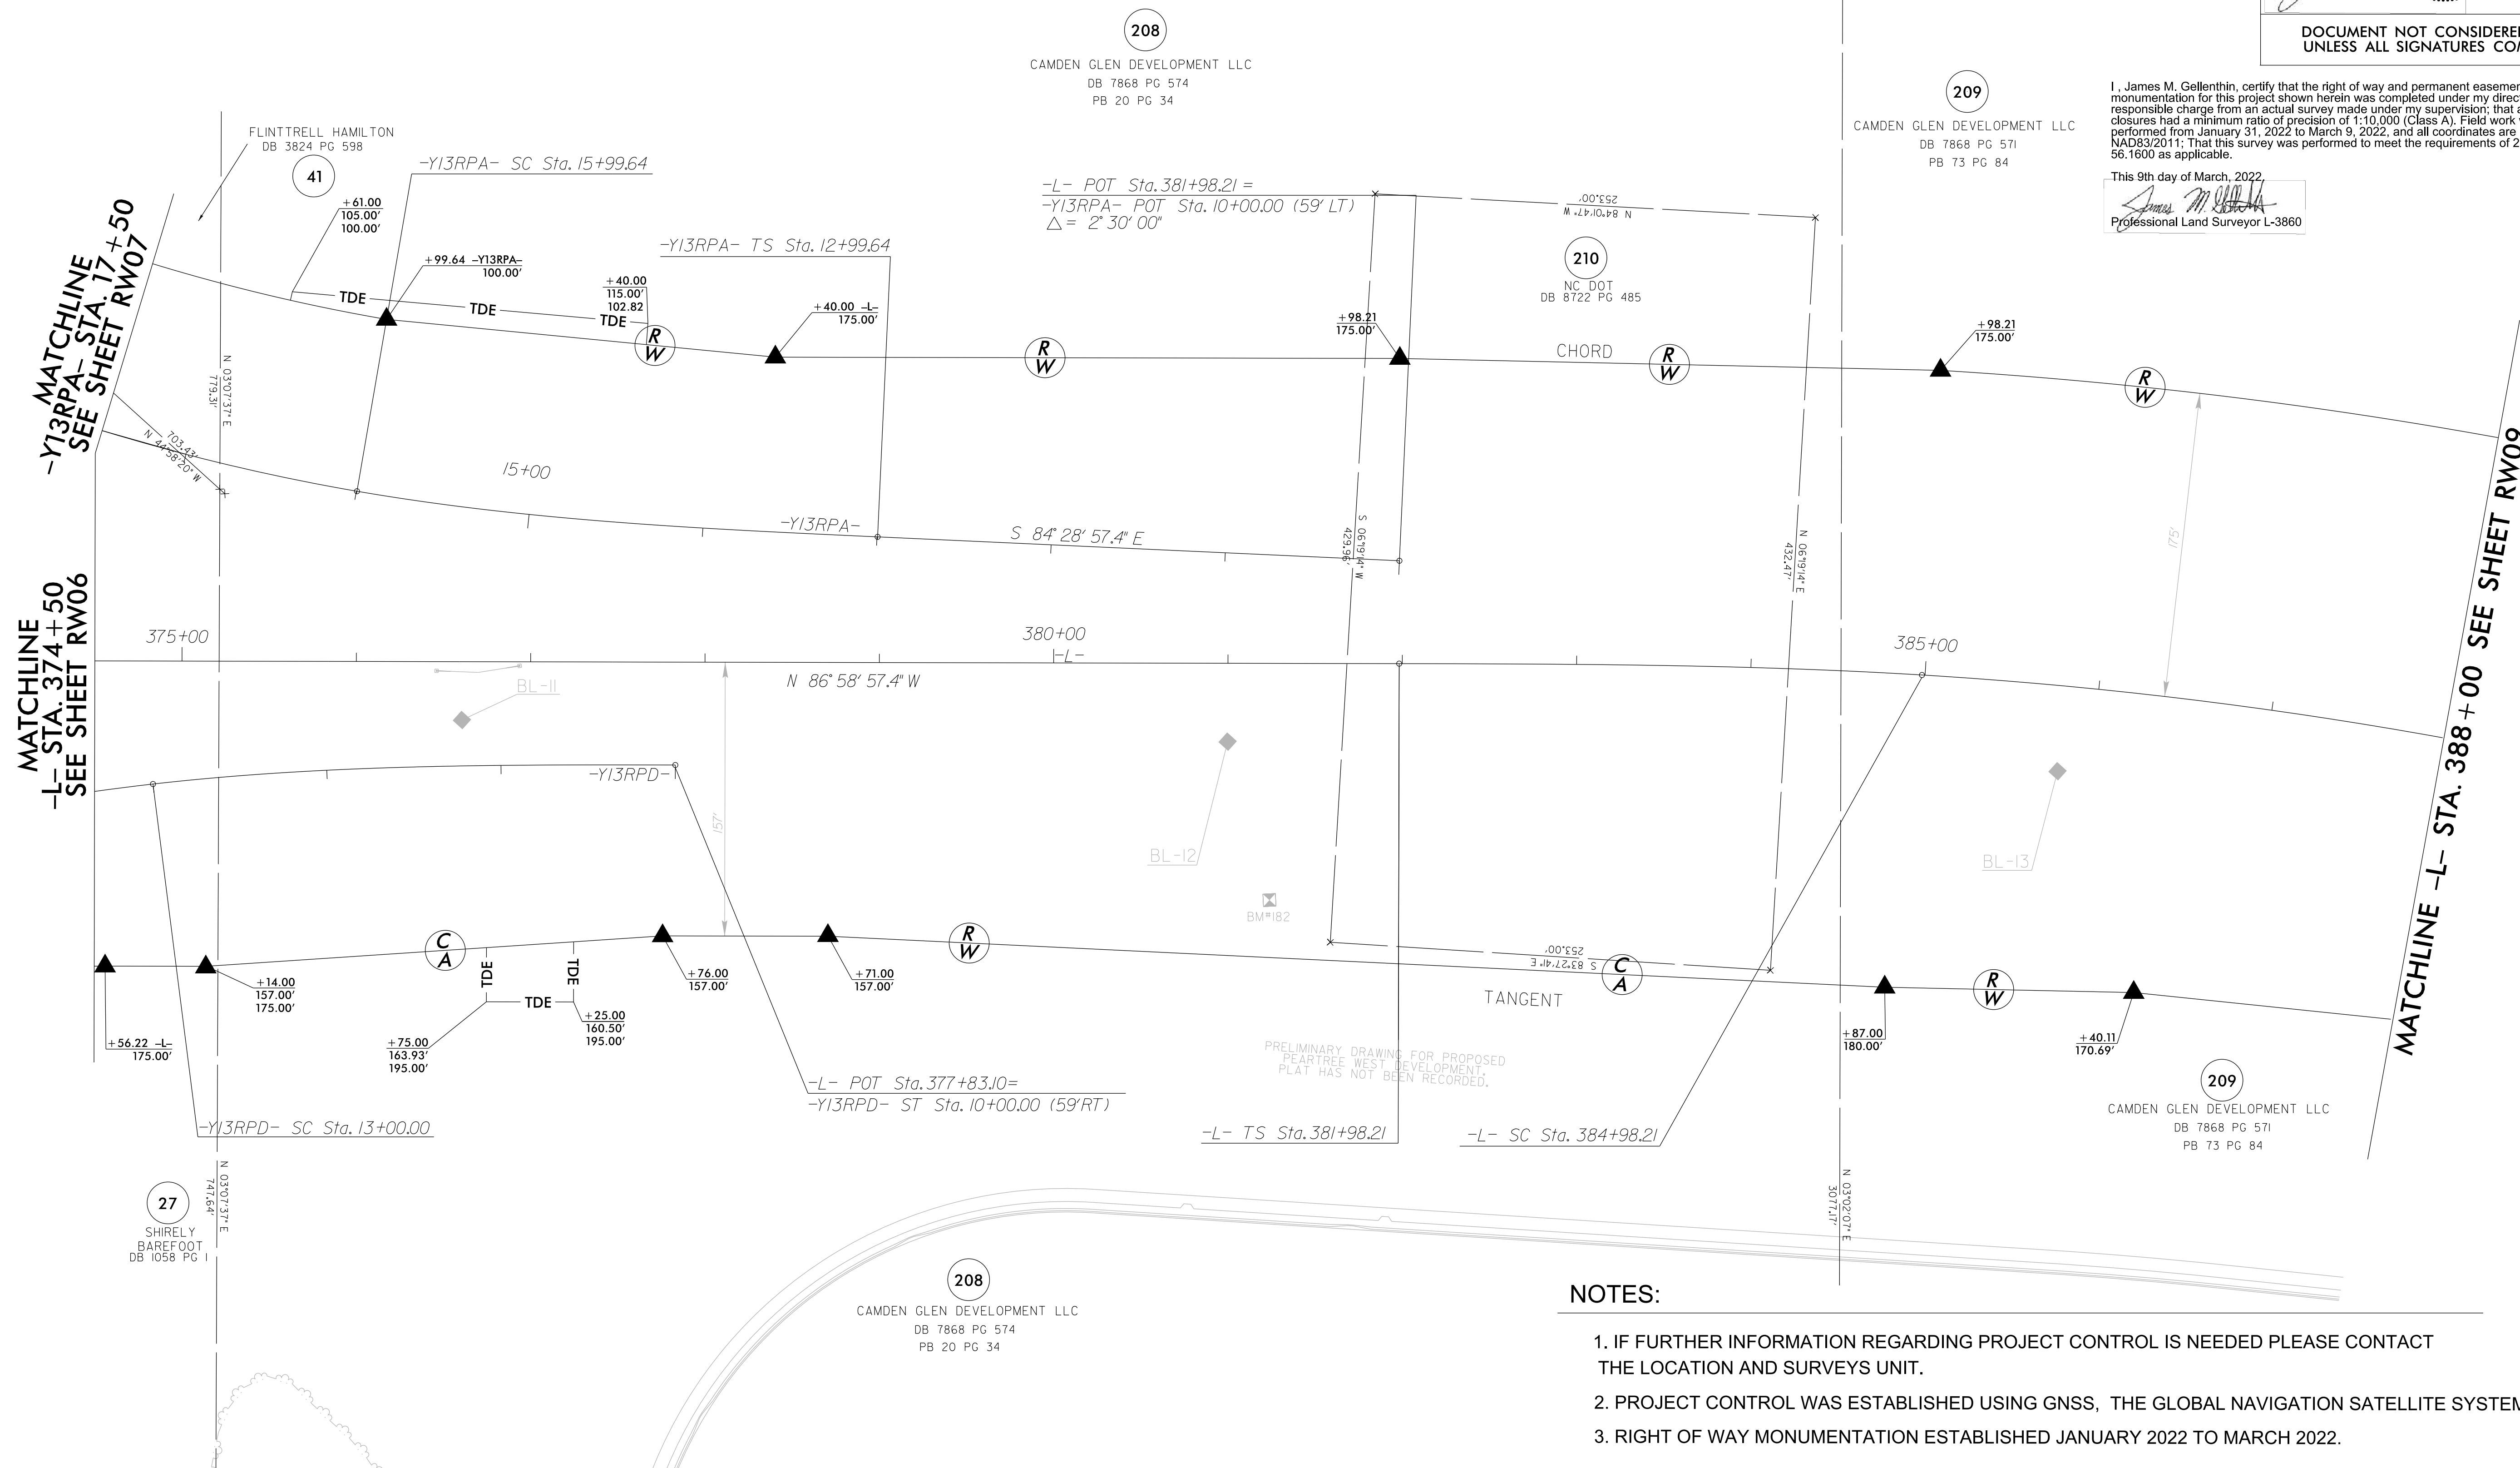 208
CAMDEN GLEN DEVELOPMENT LLC
DB 7868 PG 574
PB 20 PG 34
DOCUMENT NOT CONSIDERED
UNLESS ALL SIGNATURES
209
CAMDEN GLEN DEVELOPMENT LLC
DB 7868 PG 571
PB 73 PG 84
I , James M. Gellenthin, certify that the right of way and permanent easement
monumentation for this project shown herein was completed under my
responsible charge from an actual survey made under my supervision; that
closures had a minimum ratio of precision of 1:10,000 (Class A). Field work
performed from January 31, 2022 to March 9, 2022, and all coordinates are
NAD83/2011; That this survey was performed to meet the requirements of
56.1600 as applicable.
This 9th day of March, 2022.
Professional Land Surveyor L-3860
FLINTTRELL HAMILTON
DB 3824 PG 598
41
+61.00
105.00'
100.00'
-Y13RPA- SC Sta. 15+99.64
-L- POT Sta. 381+98.21 =
-Y13RPA- POT Sta. 10+00.00 (59' LT)
△= 2° 30' 00"
N 84°01'47" W
253.00'
MATCHLINE
-Y13RPA- STA. 17+50
SEE SHEET RW07
+99.64 -Y13RPA-
100.00'
-Y13RPA- TS Sta. 12+99.64
+40.00
115.00'
102.82
210
NC DOT
DB 8722 PG 485
TDE
TDE
TDE
R
W
+40.00 -L-
175.00'
+98.21
175.00'
+98.21
175.00'
R
W
CHORD
R
W
R
W
N 03°07'37" E
779.31'
703.43'
N 44°58'20" W
15+00
-Y13RPA-
S 84° 28' 57.4" E
S 06°19'14" W
429.96'
N 06°19'14" E
432.47'
175'
MATCHLINE
-L- STA. 374+50
SEE SHEET RW06
375+00
380+00
-L-
385+00
N 86° 58' 57.4" W
BL-11
-Y13RPD-
157'
BL-12
BL-13
BM#182
MATCHLINE -L- STA. 388+00 SEE SHEET RW09
C
A
TDE
TDE
TDE
R
W
253.00'
S 83°27'41" E
C
A
TANGENT
R
W
+14.00
157.00'
175.00'
+76.00
157.00'
+71.00
157.00'
+56.22 -L-
175.00'
+75.00
163.93'
195.00'
+25.00
160.50'
195.00'
+87.00
180.00'
+40.11
170.69'
PRELIMINARY DRAWING FOR PROPOSED
PEARTREE WEST DEVELOPMENT.
PLAT HAS NOT BEEN RECORDED.
-L- POT Sta. 377+83.10=
-Y13RPD- ST Sta. 10+00.00 (59'RT)
-Y13RPD- SC Sta. 13+00.00
-L- TS Sta. 381+98.21
-L- SC Sta. 384+98.21
209
CAMDEN GLEN DEVELOPMENT LLC
DB 7868 PG 571
PB 73 PG 84
27
SHIRELY
BAREFOOT
DB 1058 PG 1
N 03°07'37" E
747.64'
N 03°02'07" E
3077.17'
208
CAMDEN GLEN DEVELOPMENT LLC
DB 7868 PG 574
PB 20 PG 34
NOTES:
1. IF FURTHER INFORMATION REGARDING PROJECT CONTROL IS NEEDED PLEASE CONTACT
THE LOCATION AND SURVEYS UNIT.
2. PROJECT CONTROL WAS ESTABLISHED USING GNSS, THE GLOBAL NAVIGATION SATELLITE SYSTEM
3. RIGHT OF WAY MONUMENTATION ESTABLISHED JANUARY 2022 TO MARCH 2022.